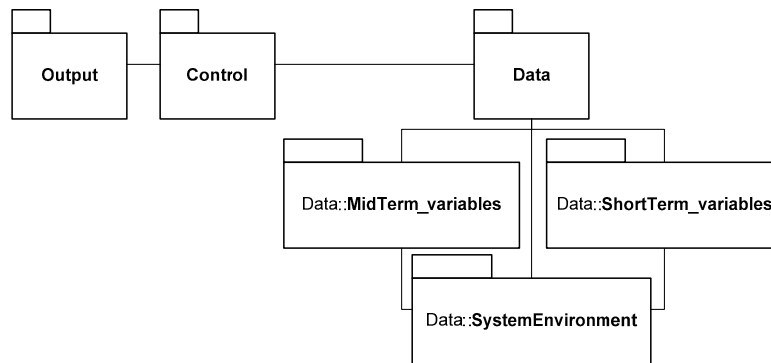 Output
Control
Data
Data::MidTerm_variables
Data::ShortTerm_variables
Data::SystemEnvironment